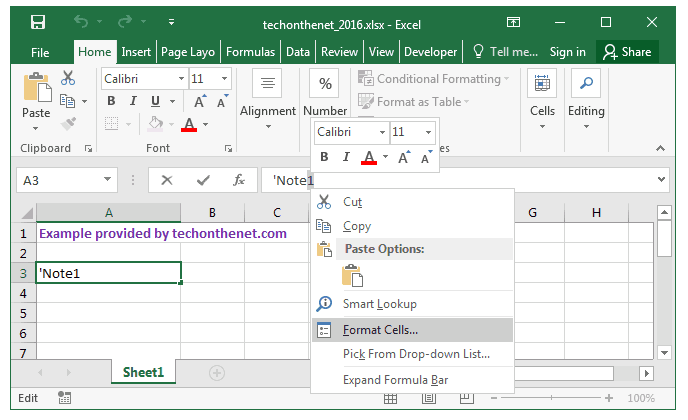 techonthenet_2016.xlsx - Excel
File Home Insert Page Layo Formulas Data Review View Developer Tell me... Sign in Share
Calibri 11
% Conditional Formatting
Format as Table
Paste B I U A A Alignment Number Cells Editing
A
Clipboard Font les
Calibri 11
B I A A A
A3 fx 'Note1
A B C G H
1 Example provided by techonthenet.com
2
3 'Note1
4
5
6
7
Cut
Copy
Paste Options:
Smart Lookup
Format Cells...
Pick From Drop-down List...
Expand Formula Bar
Sheet1
Edit 100%